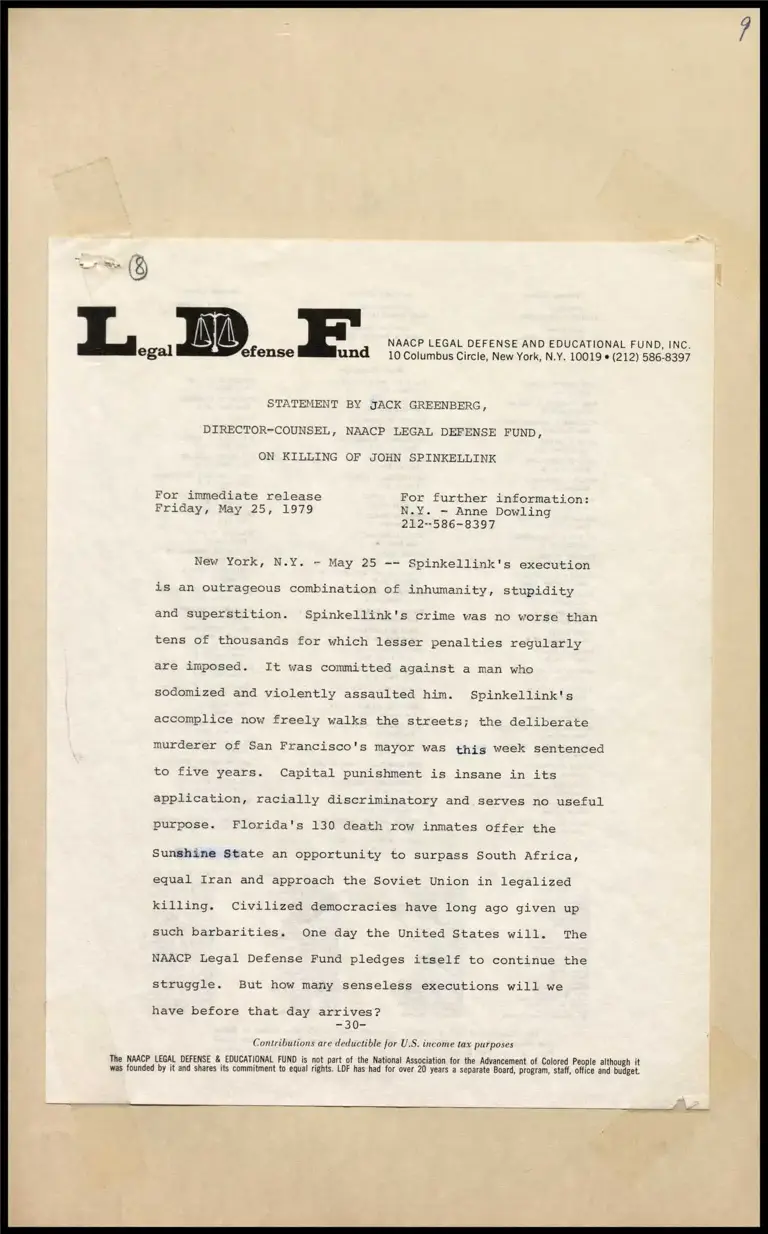 9
8
Legal Defense Fund
NAACP LEGAL DEFENSE AND EDUCATIONAL FUND, INC.
10 Columbus Circle, New York, N.Y. 10019 • (212) 586-8397
STATEMENT BY JACK GREENBERG,
DIRECTOR-COUNSEL, NAACP LEGAL DEFENSE FUND,
ON KILLING OF JOHN SPINKELLINK
For immediate release
Friday, May 25, 1979
For further information:
N.Y. - Anne Dowling
212--586-8397
New York, N.Y. - May 25 -- Spinkellink's execution
is an outrageous combination of inhumanity, stupidity
and superstition. Spinkellink's crime was no worse than
tens of thousands for which lesser penalties regularly
are imposed. It was committed against a man who
sodomized and violently assaulted him. Spinkellink's
accomplice now freely walks the streets; the deliberate
murderer of San Francisco's mayor was this week sentenced
to five years. Capital punishment is insane in its
application, racially discriminatory and serves no useful
purpose. Florida's 130 death row inmates offer the
Sunshine State an opportunity to surpass South Africa,
equal Iran and approach the Soviet Union in legalized
killing. Civilized democracies have long ago given up
such barbarities. One day the United States will. The
NAACP Legal Defense Fund pledges itself to continue the
struggle. But how many senseless executions will we
have before that day arrives?
-30-
Contributions are deductible for U.S. income tax purposes
The NAACP LEGAL DEFENSE & EDUCATIONAL FUND is not part of the National Association for the Advancement of Colored People although it
was founded by it and shares its commitment to equal rights. LDF has had for over 20 years a separate Board, program, staff, office and budget.